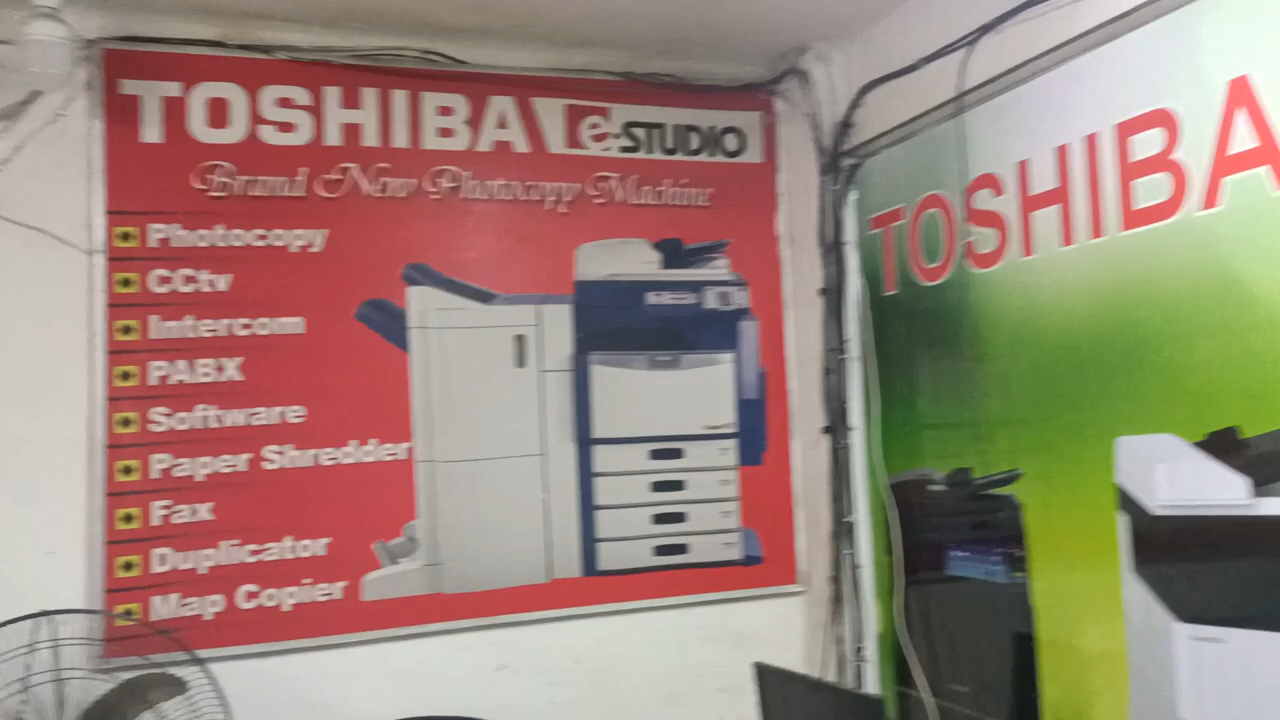 TOSHIBA e-STUDIO
Brand New Photocopy Machine
Photocopy
CCtv
Intercom
PABX
Software
Paper Shredder
Fax
Duplicator
Map Copier
TOSHIBA